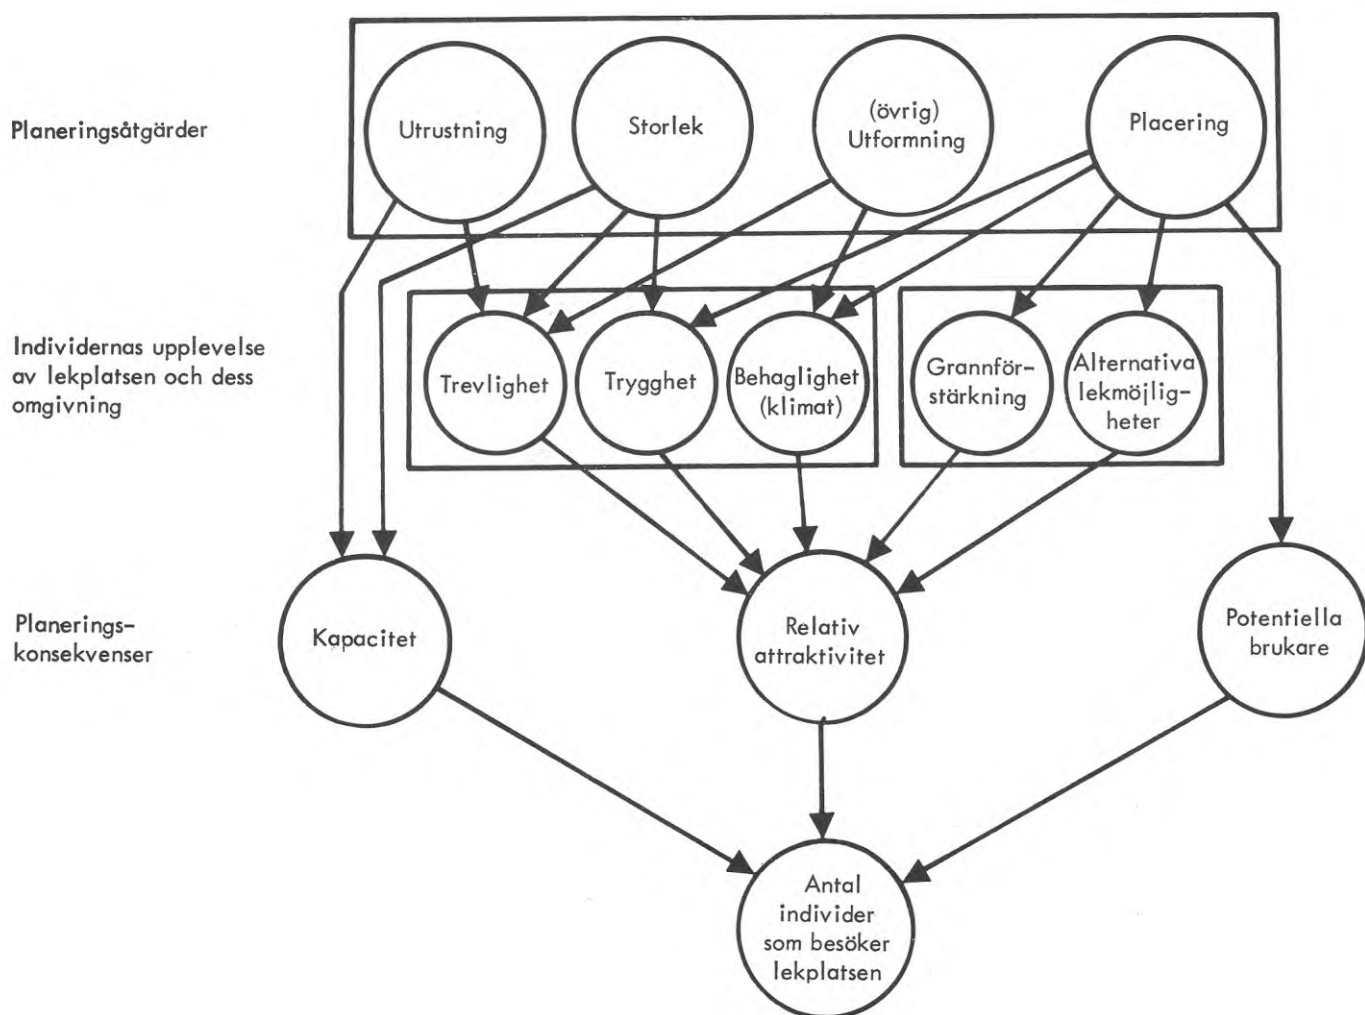 Planeringsåtgärder
Utrustning
Storlek
(övrig)
Utformning
Placering
Individernas upplevelse
av lekplatsen och dess
omgivning
Trevlighet
Trygghet
Behaglighet
(klimat)
Grannför-
stärkning
Alternativa
lekmöjlig-
heter
Planerings-
konsekvenser
Kapacitet
Relativ
attraktivitet
Potentiella
brukare
Antal
individer
som besöker
lekplatsen